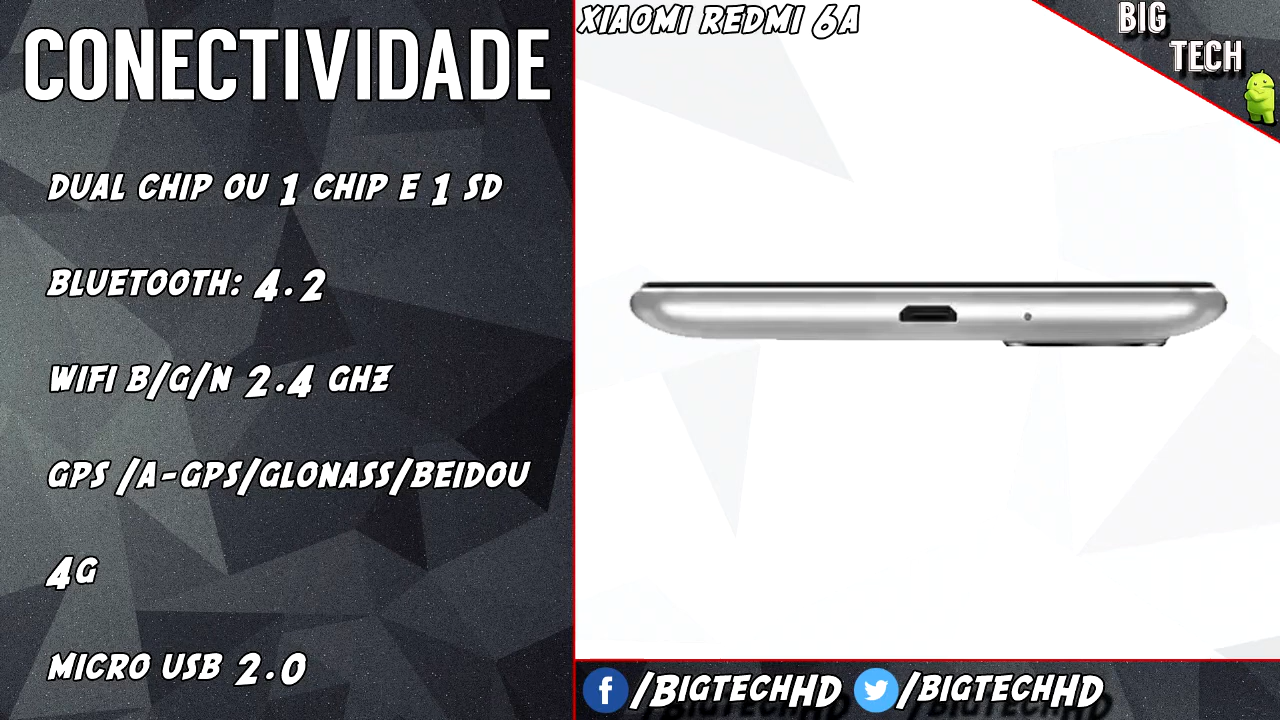 CONECTIVIDADE
DUAL CHIP OU 1 CHIP E 1 SD
BLUETOOTH: 4.2
WIFI B/G/N 2.4 GHZ
GPS /A-GPS/GLONASS/BEIDOU
4G
MICRO USB 2.0
XIAOMI REDMI 6A
BIG
TECH
/BIGTECHHD /BIGTECHHD